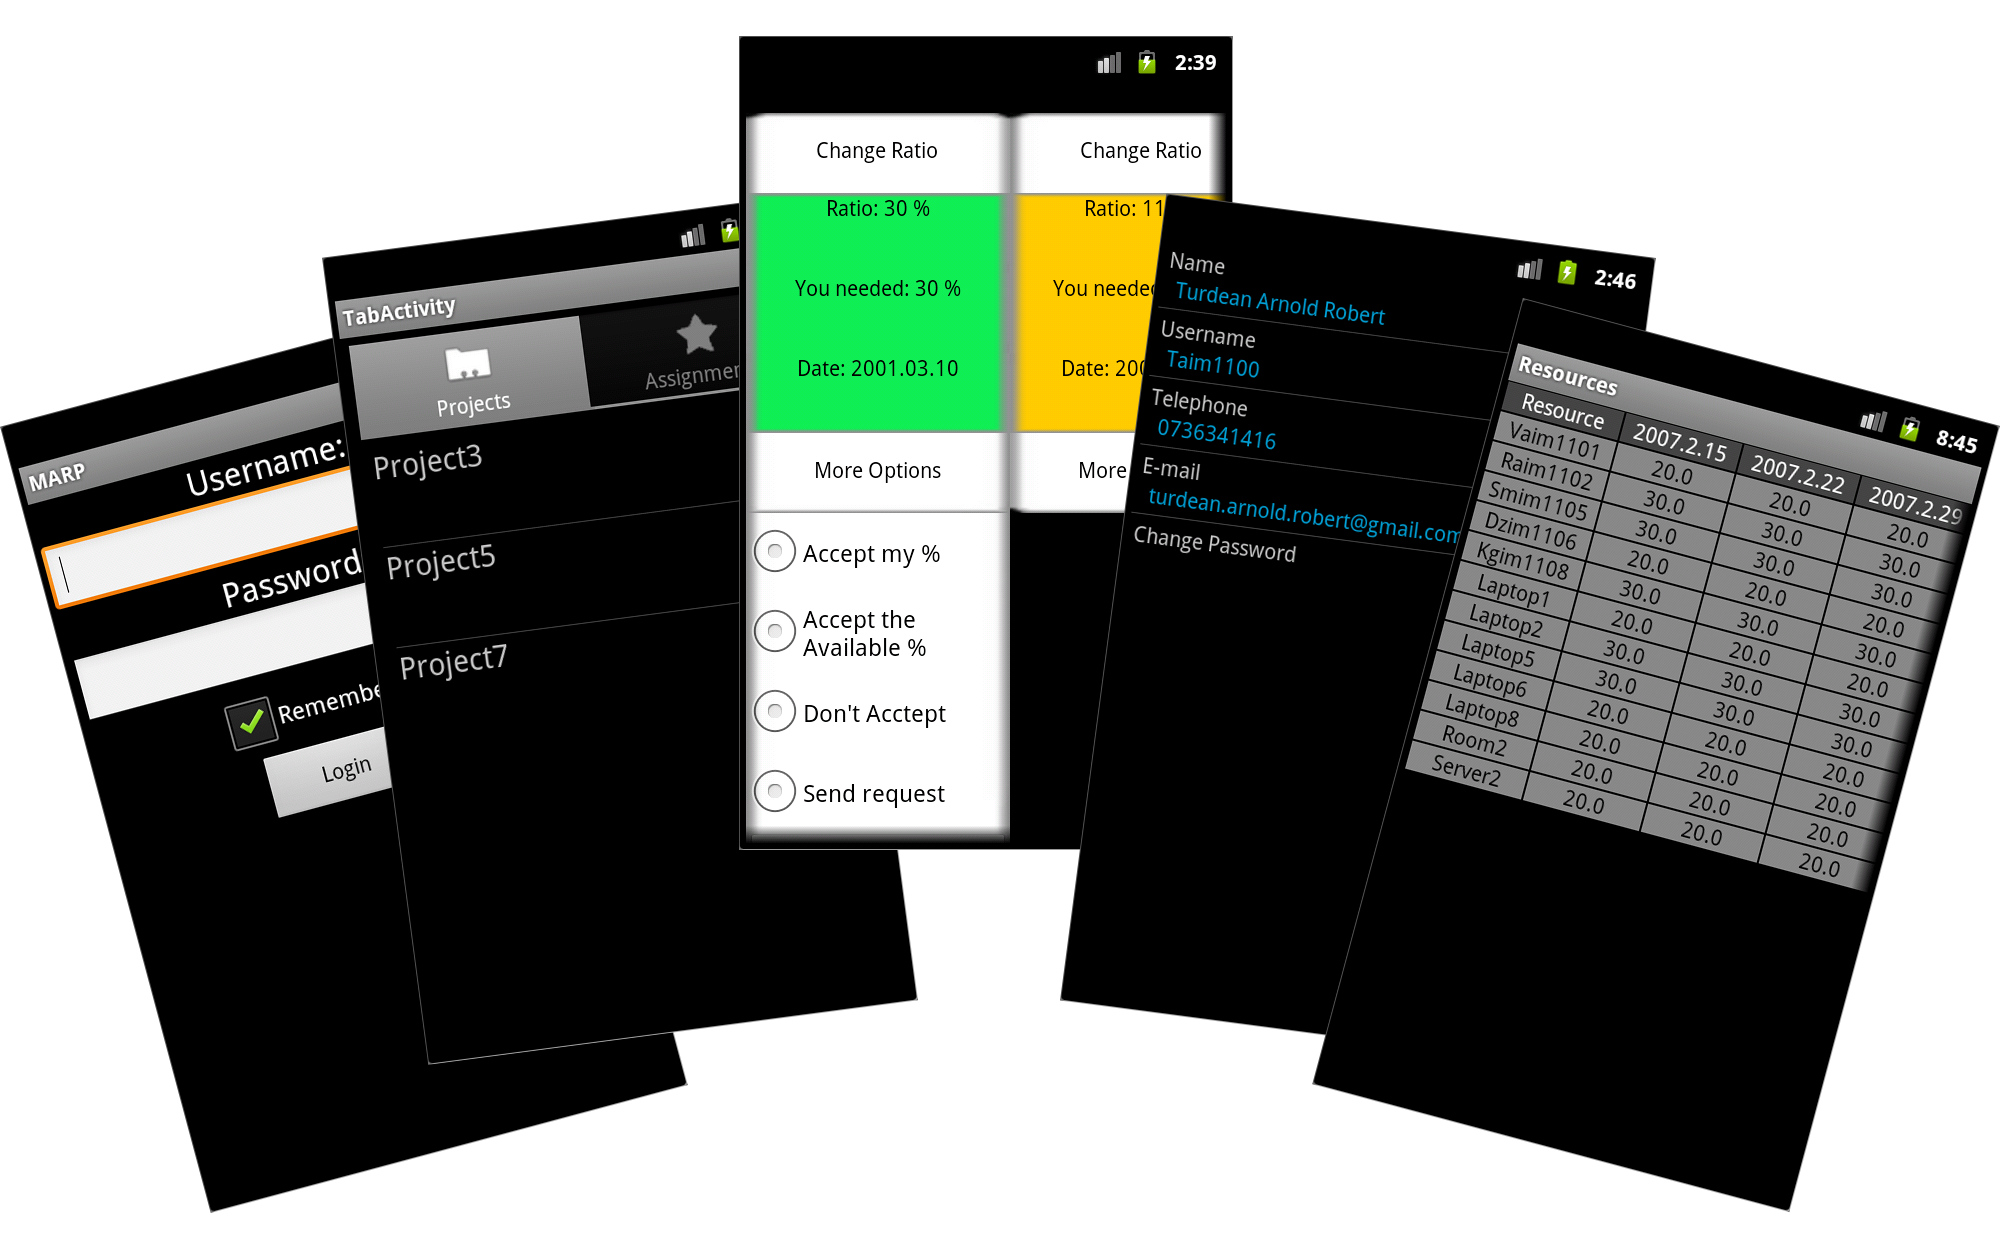 MARP
Username:
Password
Remembe
Login
TabActivity
Projects
Assignmen
Project3
Project5
Project7
2:39
Change Ratio Change Ratio
Ratio: 30 % Ratio: 11
You needed: 30 % You needed
Date: 2001.03.10 Date: 200
More Options More
Accept my %
Accept the
Available %
Don't Acctept
Send request
2:46
Name
Turdean Arnold Robert
Username
Taim1100
Telephone
0736341416
E-mail
turdean.arnold.robert@gmail.com
Change Password
8:45
Resources
Resource 2007.2.15 2007.2.22 2007.2.29
Vaim1101 20.0 20.0 20.0
Raim1102 30.0 30.0 30.0
Smim1105 30.0 30.0 30.0
Dzim1106 20.0 20.0 20.0
Kgim1108 30.0 30.0 30.0
Laptop1 20.0 20.0 20.0
Laptop2 30.0 30.0 30.0
Laptop5 30.0 30.0 30.0
Laptop6 20.0 20.0 20.0
Laptop8 20.0 20.0 20.0
Room2 20.0 20.0 20.0
Server2 20.0 20.0 20.0